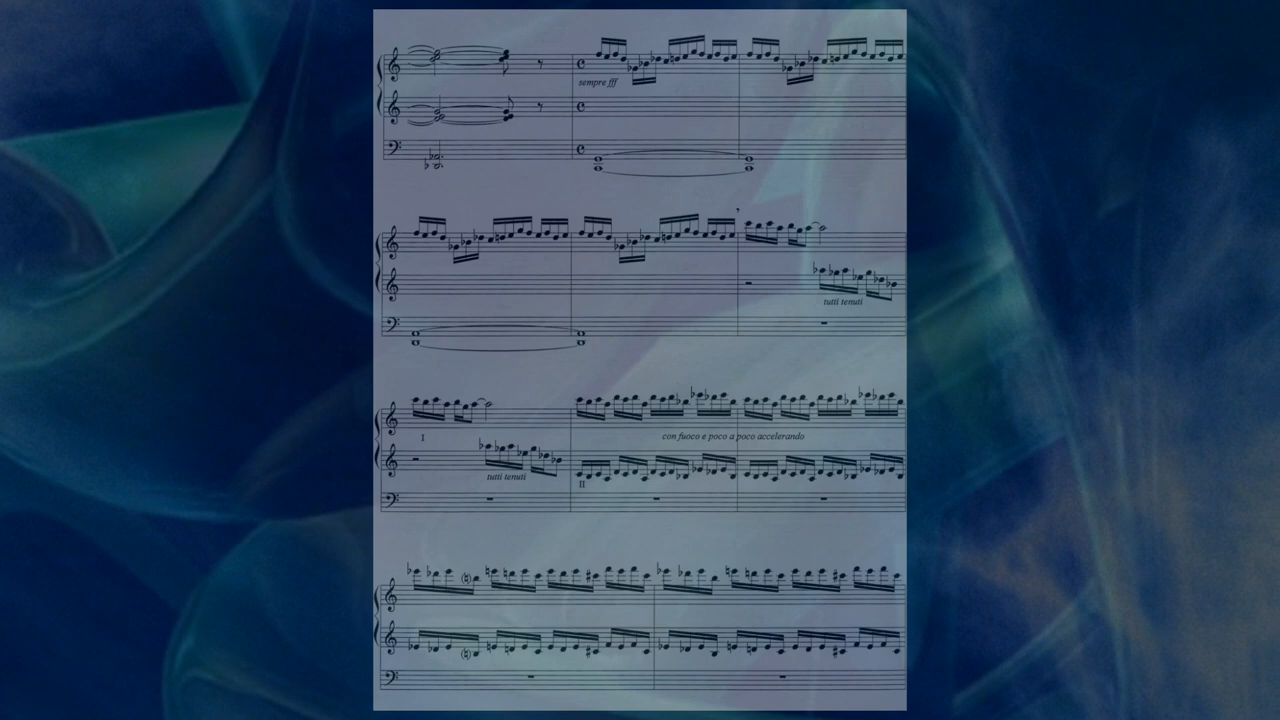 sempre fff
tutti tenuti
I
tutti tenuti
con fuoco e poco a poco accelerando
II